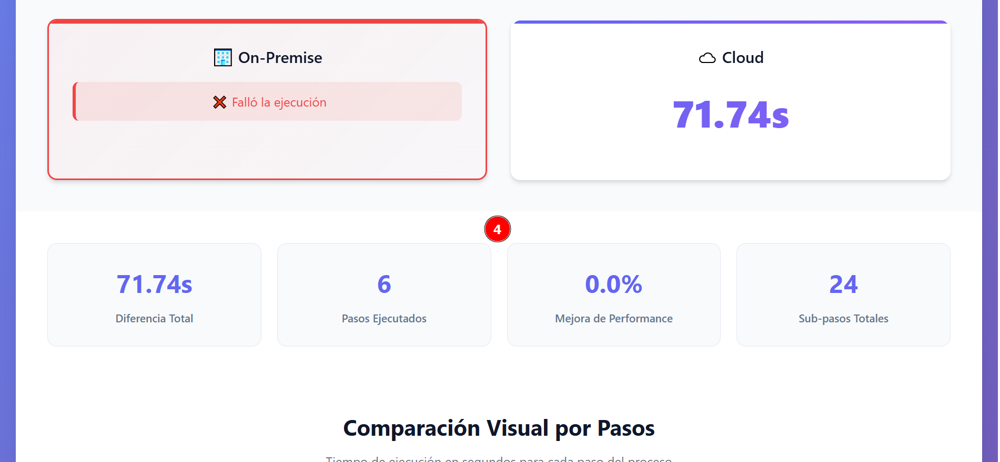 On-Premise
Falló la ejecución
Cloud
71.74s
4
71.74s
Diferencia Total
6
Pasos Ejecutados
0.0%
Mejora de Performance
24
Sub-pasos Totales
Comparación Visual por Pasos
Tiempo de ejecución en segundos para cada paso del proceso